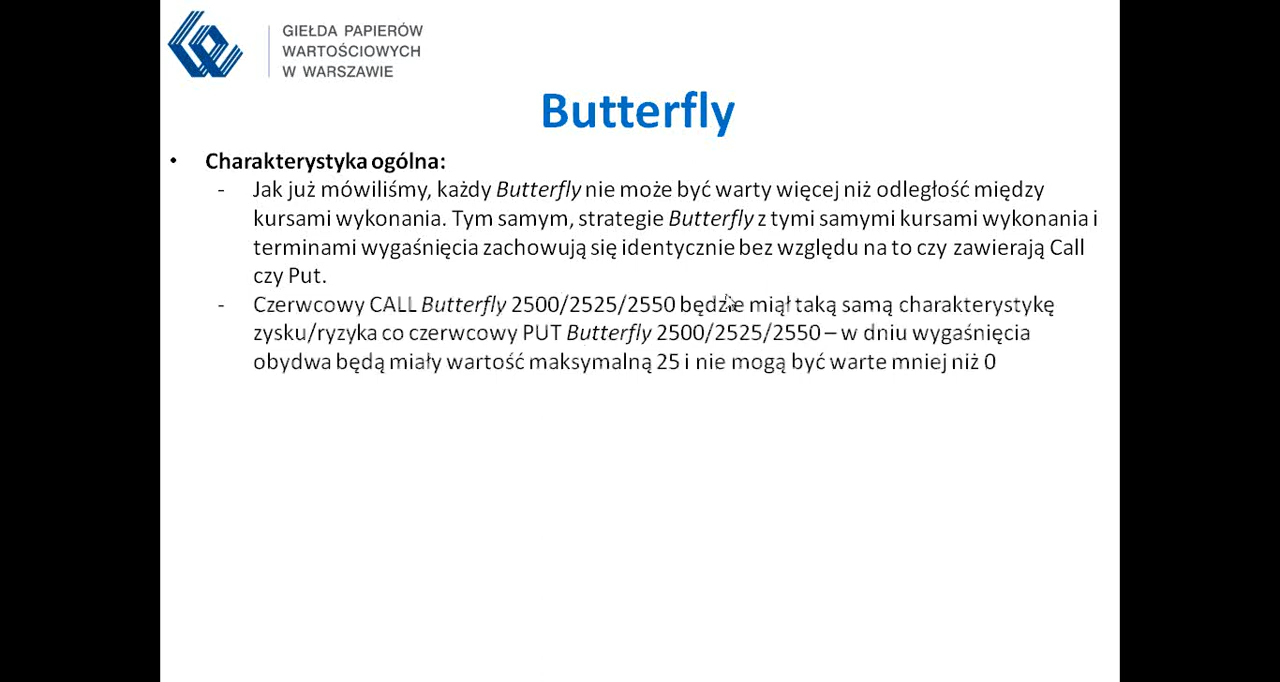 GIEŁDA PAPIERÓW
WARTOŚCIOWYCH
W WARSZAWIE
Butterfly
• Charakterystyka ogólna:
- Jak już mówiliśmy, każdy Butterfly nie może być warty więcej niż odległość między
kursami wykonania. Tym samym, strategie Butterfly z tymi samymi kursami wykonania i
terminami wygaśnięcia zachowują się identycznie bez względu na to czy zawierają Call
czy Put.
- Czerwcowy CALL Butterfly 2500/2525/2550 będzie miął taką samą charakterystykę
zysku/ryzyka co czerwcowy PUT Butterfly 2500/2525/2550 – w dniu wygaśnięcia
obydwa będą miały wartość maksymalną 25 i nie mogą być warte mniej niż 0